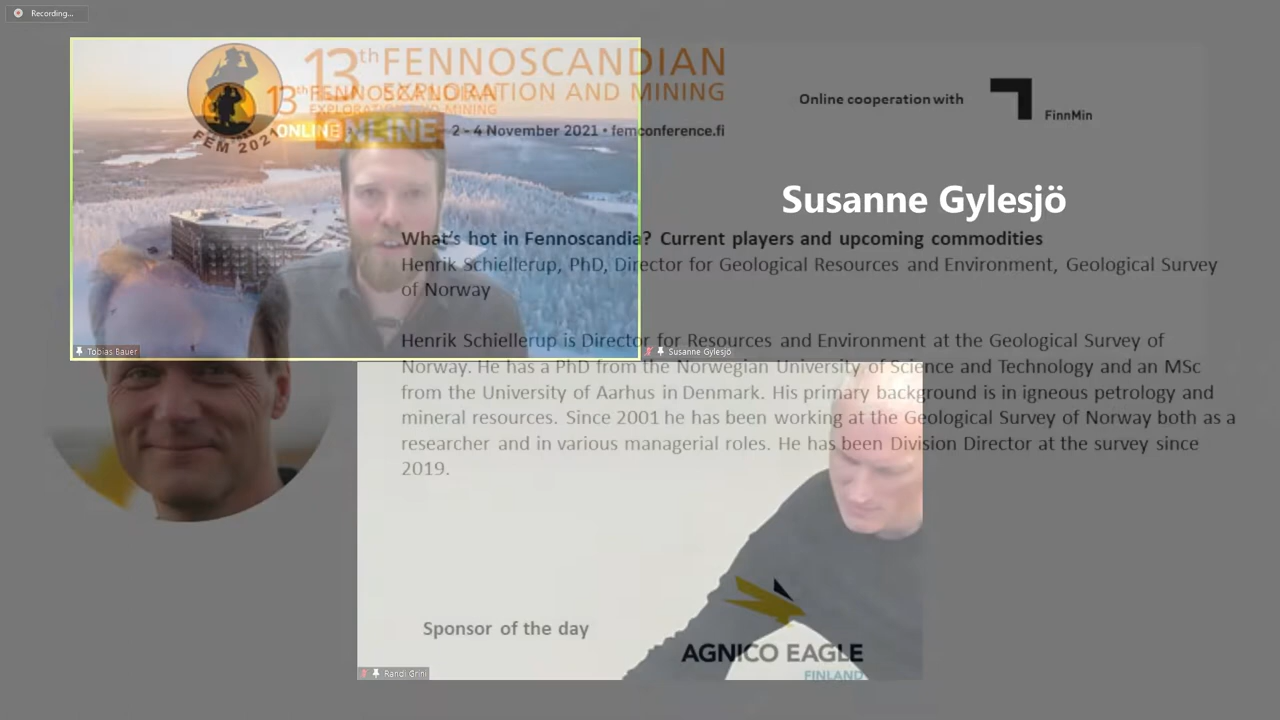 Recording...
13th FENNOSCANDIAN
EXPLORATION AND MINING
13th FENNOSCANDIAN
EXPLORATION AND MINING
ONLINE
ONLINE
2 - 4 November 2021 • femconference.fi
FEM 2021
Online cooperation with
FinnMin
Susanne Gylesjö
What's hot in Fennoscandia? Current players and upcoming commodities
Henrik Schiellerup, PhD, Director for Geological Resources and Environment, Geological Survey
of Norway
Henrik Schiellerup is Director for Resources and Environment at the Geological Survey of
Tobias Bauer
Susanne Gylesjö
Norway. He has a PhD from the Norwegian University of Science and Technology and an MSc
from the University of Aarhus in Denmark. His primary background is in igneous petrology and
mineral resources. Since 2001 he has been working at the Geological Survey of Norway both as a
researcher and in various managerial roles. He has been Division Director at the survey since
2019.
Sponsor of the day
AGNICO EAGLE
FINLAND
Randi Grini